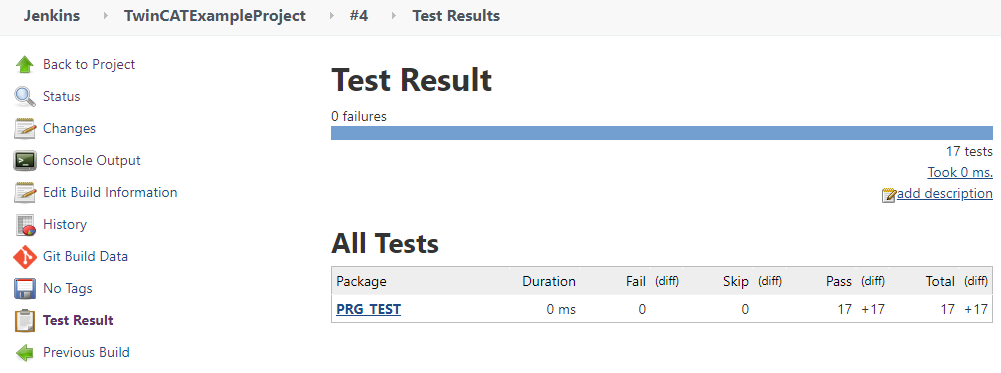 Jenkins TwinCATExampleProject #4 Test Results
Back to Project
Status
Changes
Console Output
Edit Build Information
History
Git Build Data
No Tags
Test Result
Previous Build
Test Result
0 failures
17 tests
Took 0 ms.
add description
All Tests
Package Duration Fail (diff) Skip (diff) Pass (diff) Total (diff)
PRG_TEST 0 ms 0 0 17 +17 17 +17